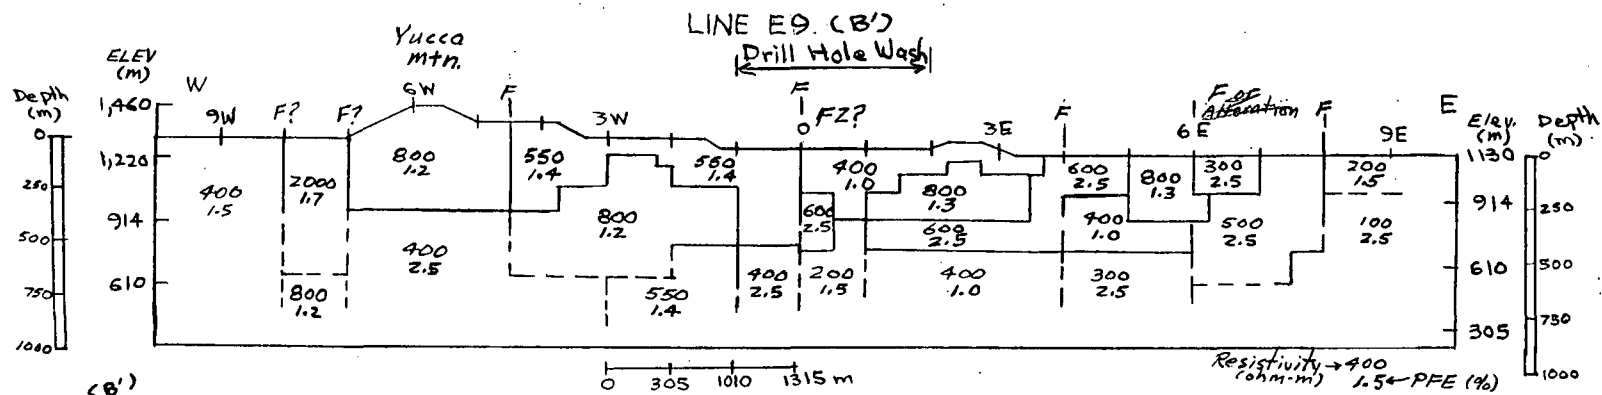 LINE E9. (B')
Drill Hole Wash
Yucca
mtn.
ELEV
(m)
W
Depth
(m)
1,460
9W
F?
F?
6W
F
3W
F
0
FZ?
3E
F
F or
Alteration
6E
F
9E
E
Elev.
(m)
Depth
(m)
0
1,220
250
914
500
610
750
1000
400
1.5
2000
1.7
800
1.2
800
1.2
400
2.5
550
1.4
800
1.2
550
1.4
560
1.4
400
2.5
400
1.0
600
2.5
200
1.5
800
1.3
600
2.5
400
1.0
600
2.5
400
1.0
300
2.5
800
1.3
300
2.5
500
2.5
200
1.5
100
2.5
1130
914
610
305
0
250
500
750
1000
0 305 1010 1315 m
Resistivity → 400
(ohm-m) 1.5 ← PFE (%)
(B')